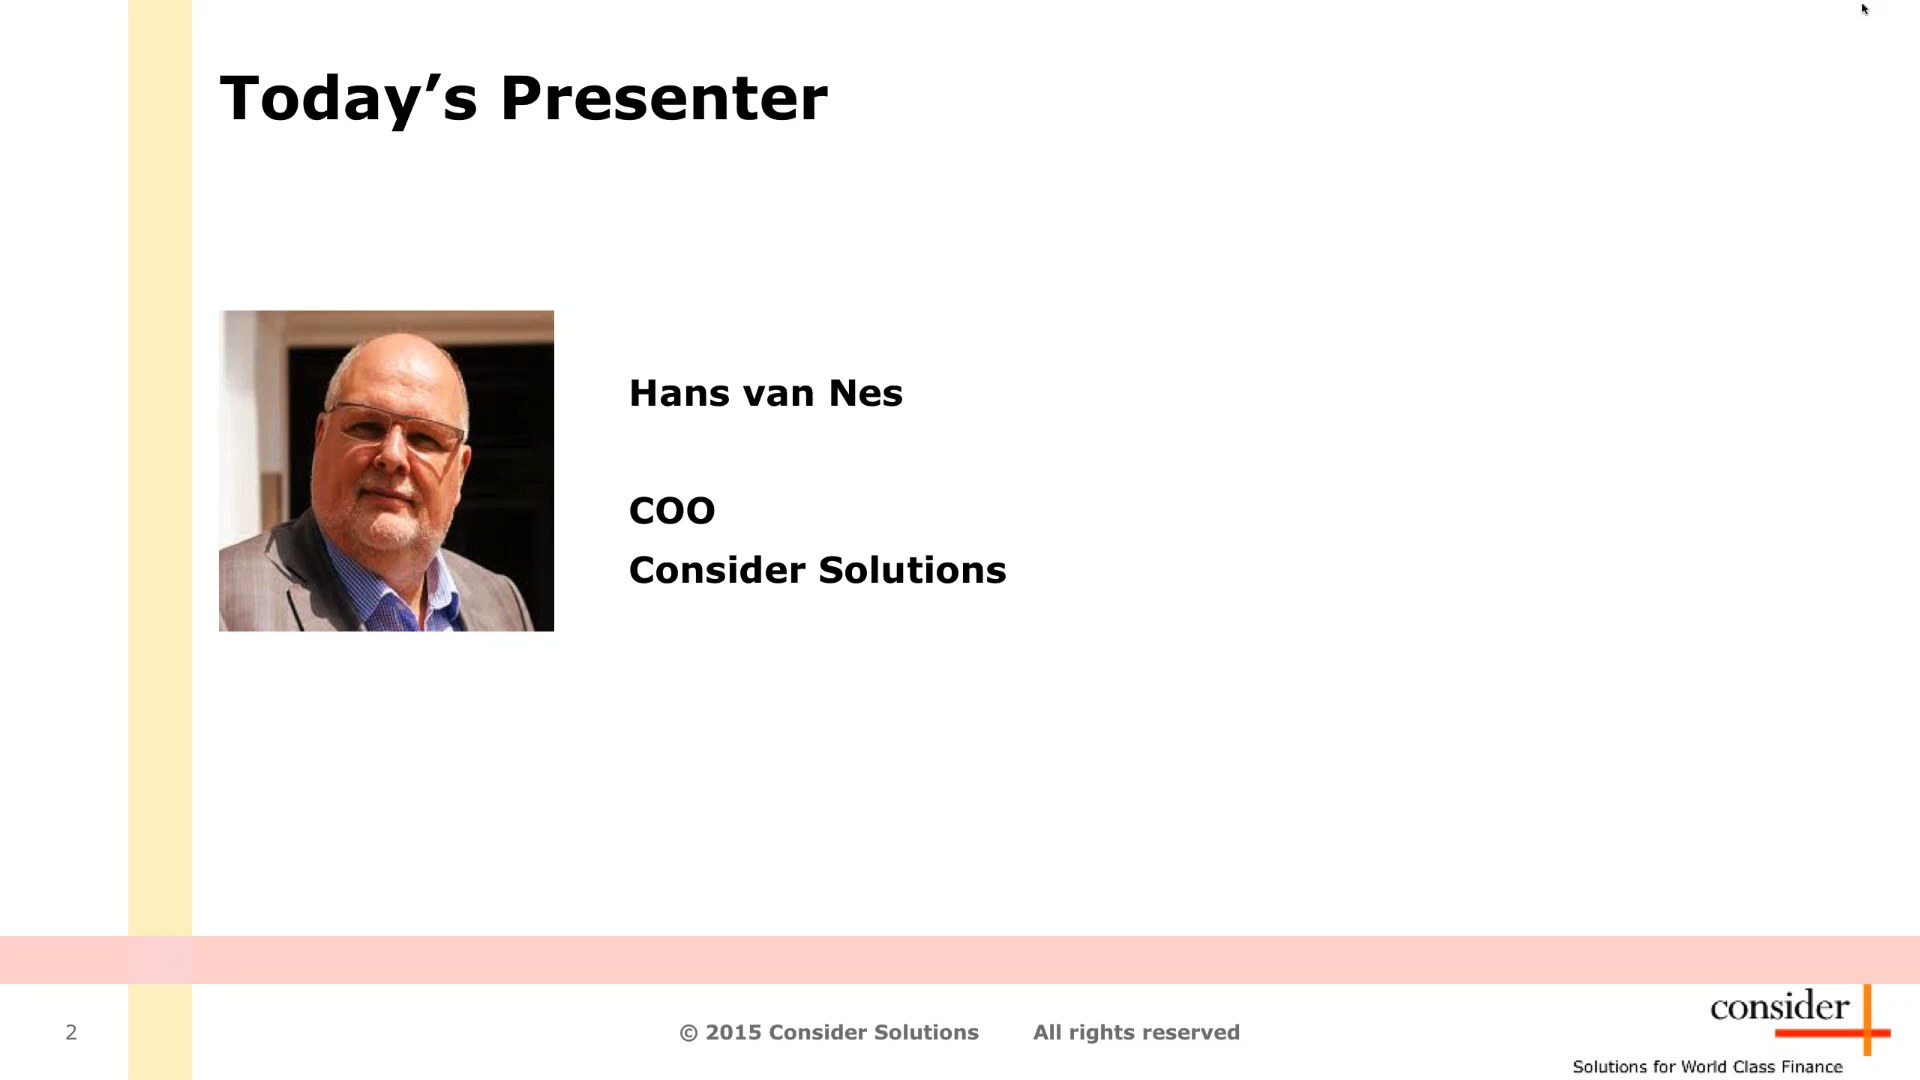 Today’s Presenter
Hans van Nes
COO
Consider Solutions
2
© 2015 Consider Solutions All rights reserved
consider
Solutions for World Class Finance